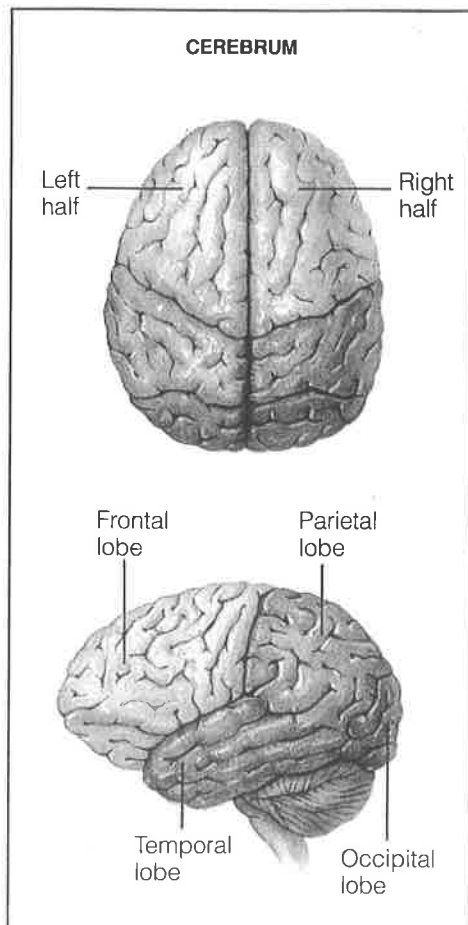 CEREBRUM
Left
half
Right
half
Frontal
lobe
Parietal
lobe
Temporal
lobe
Occipital
lobe